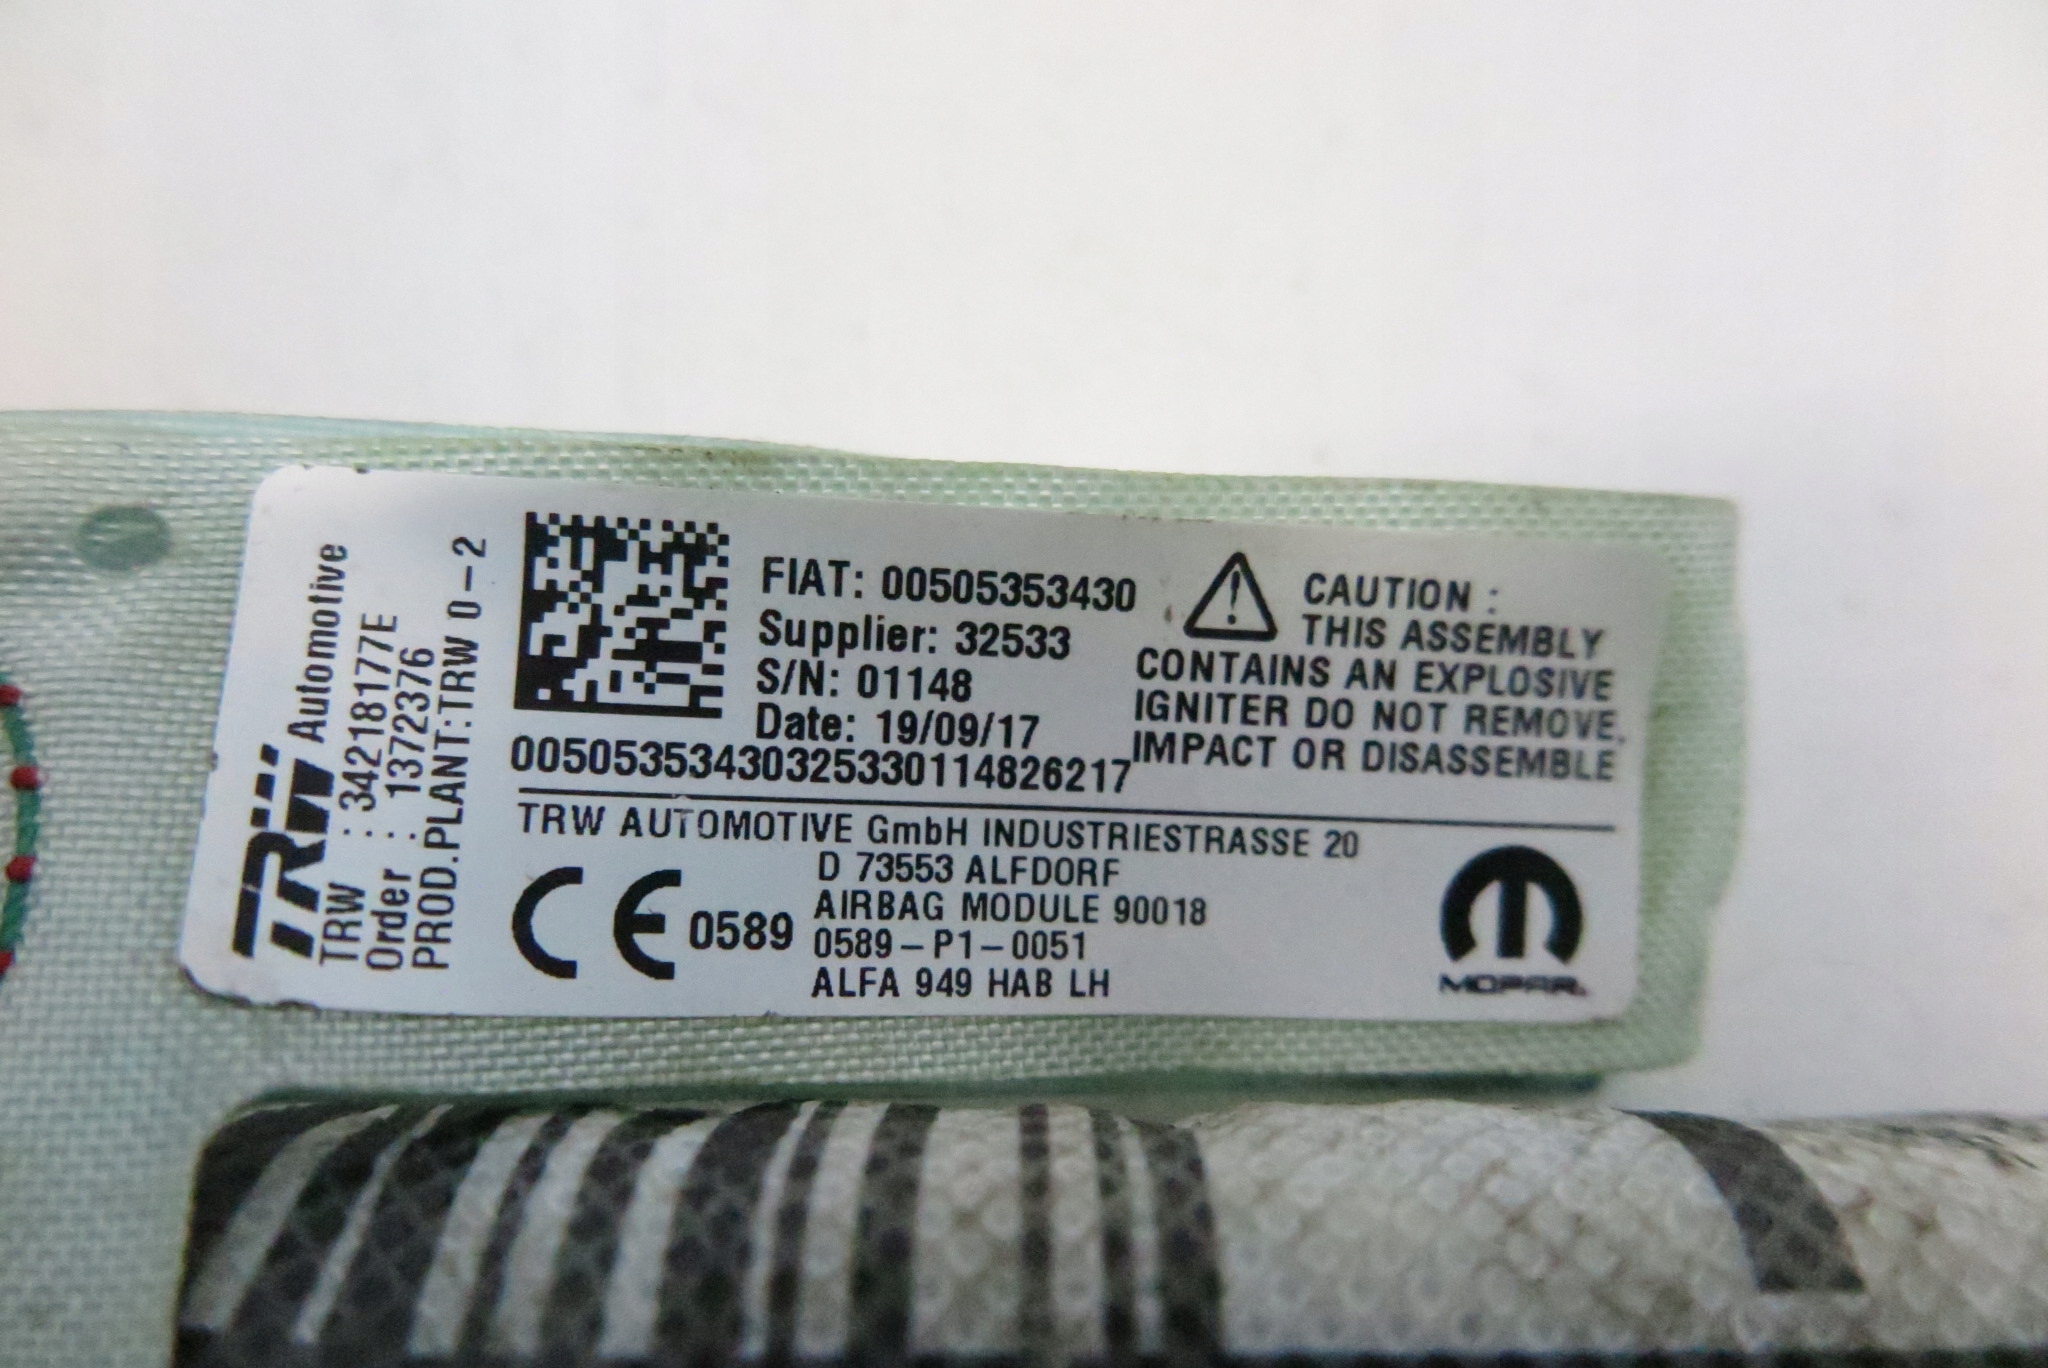 TRW Automotive
TRW : 34218177E
Order : 1372376
PROD.PLANT:TRW 0-2
FIAT: 00505353430
Supplier: 32533
S/N: 01148
Date: 19/09/17
00505353430325330114826217
CAUTION :
THIS ASSEMBLY
CONTAINS AN EXPLOSIVE
IGNITER DO NOT REMOVE.
IMPACT OR DISASSEMBLE
TRW AUTOMOTIVE GmbH INDUSTRIESTRASSE 20
D 73553 ALFDORF
CE 0589
AIRBAG MODULE 90018
0589-P1-0051
ALFA 949 HAB LH
MOPAR.